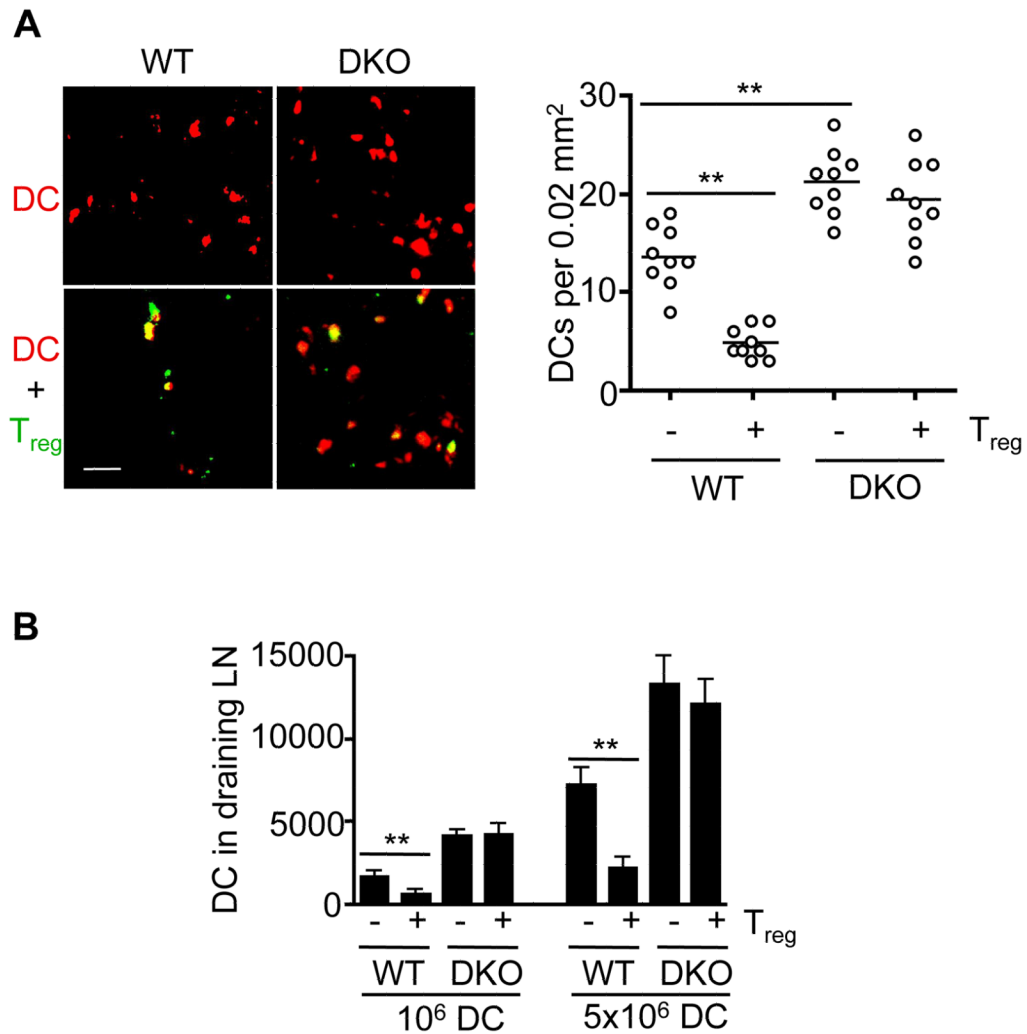 A
WT DKO
DC
DC
+
Treg
DCs per 0.02 mm²
30
20
10
0
**
**
- + - + Treg
WT DKO
B
DC in draining LN
15000
10000
5000
0
**
**
- + - + - + - + Treg
WT DKO WT DKO
10⁶ DC 5x10⁶ DC